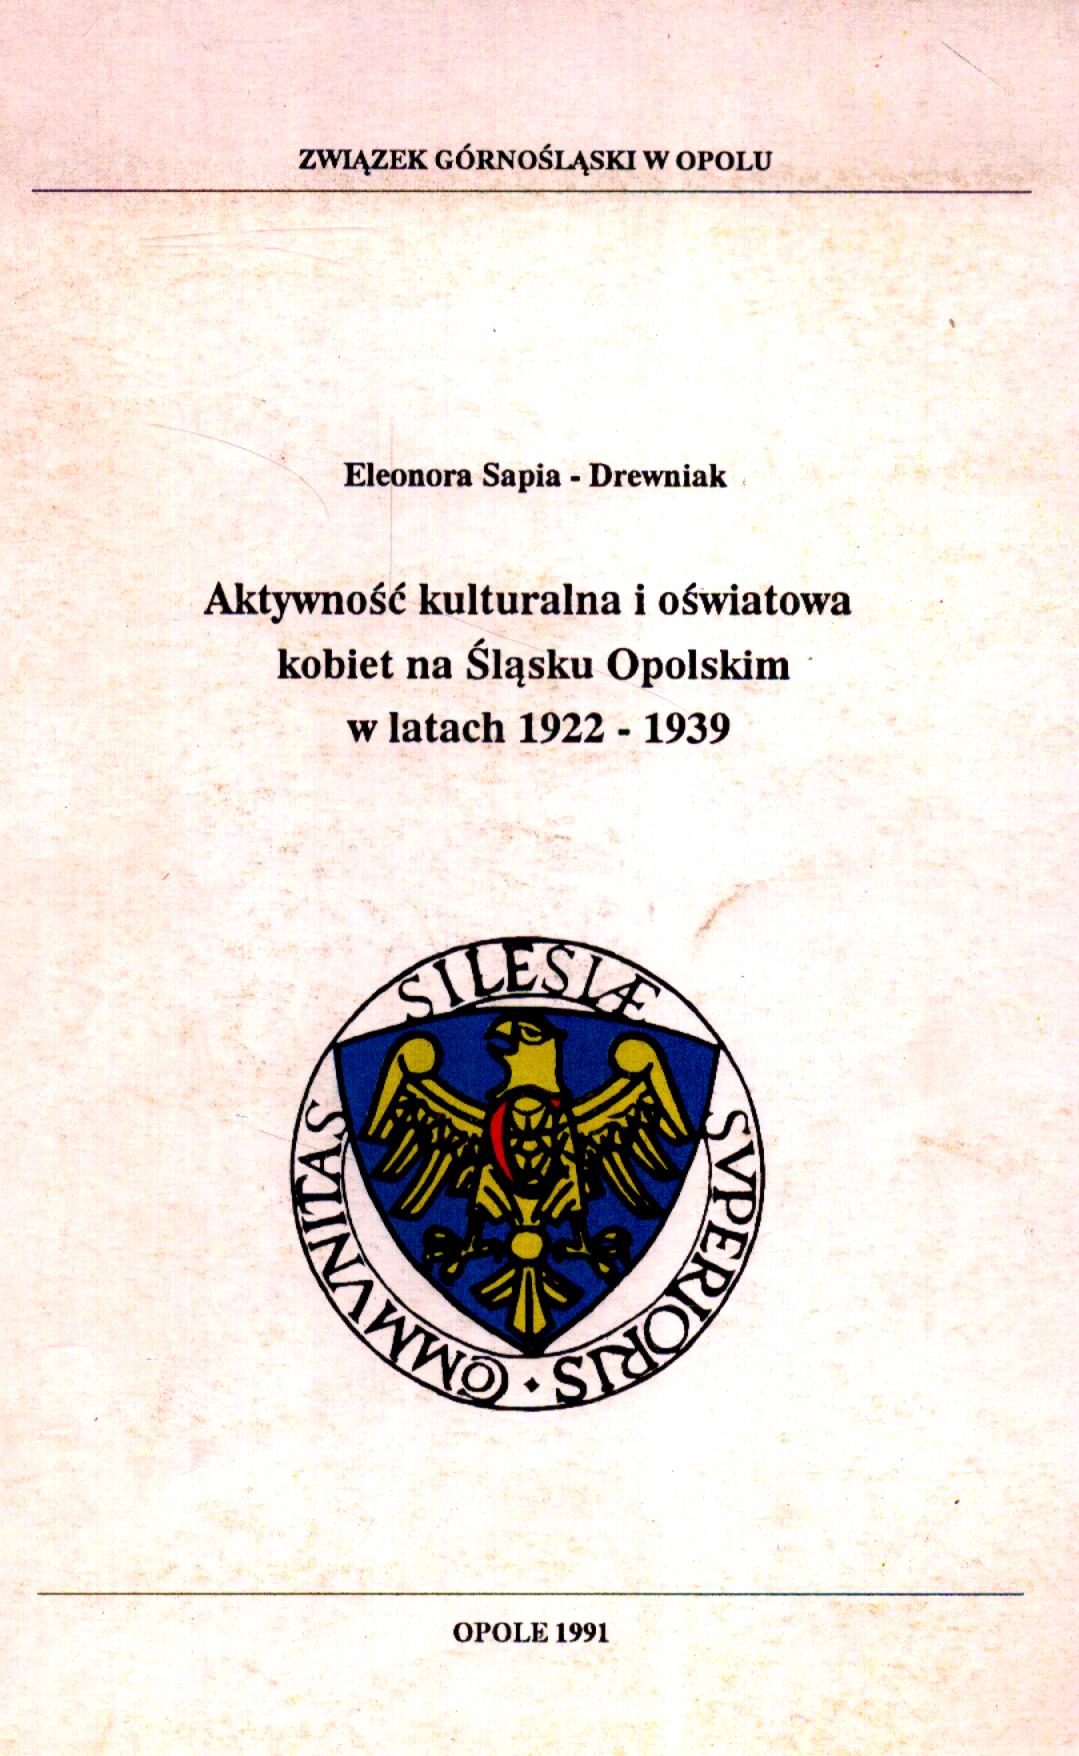 ZWIĄZEK GÓRNOŚLĄSKI W OPOLU
Eleonora Sapia - Drewniak
Aktywność kulturalna i oświatowa
kobiet na Śląsku Opolskim
w latach 1922 - 1939
COMMVNITAS SILESIÆ SVPERIORIS
OPOLE 1991